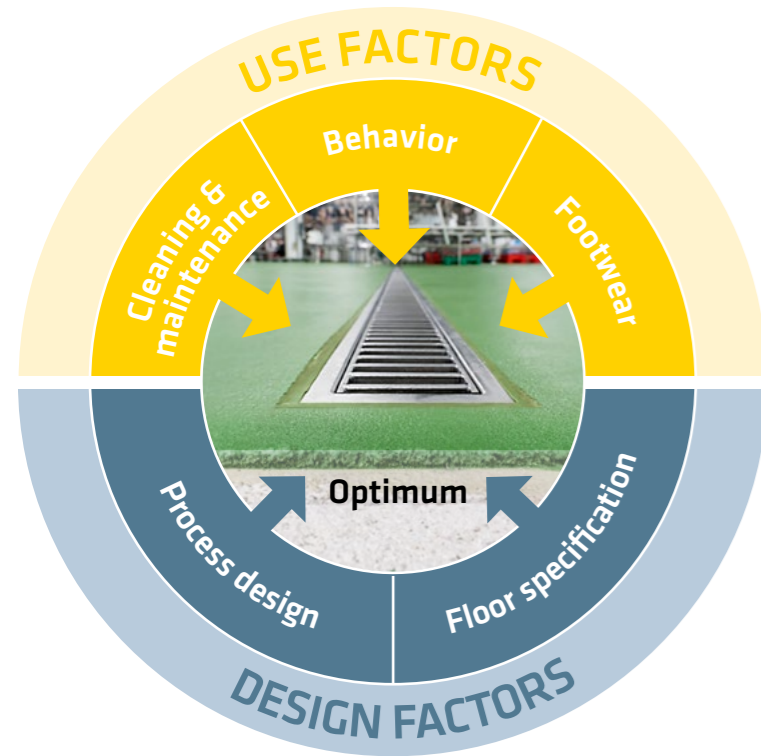 USE FACTORS
Behavior
Cleaning &
maintenance
Footwear
Optimum
Process design
Floor specification
DESIGN FACTORS